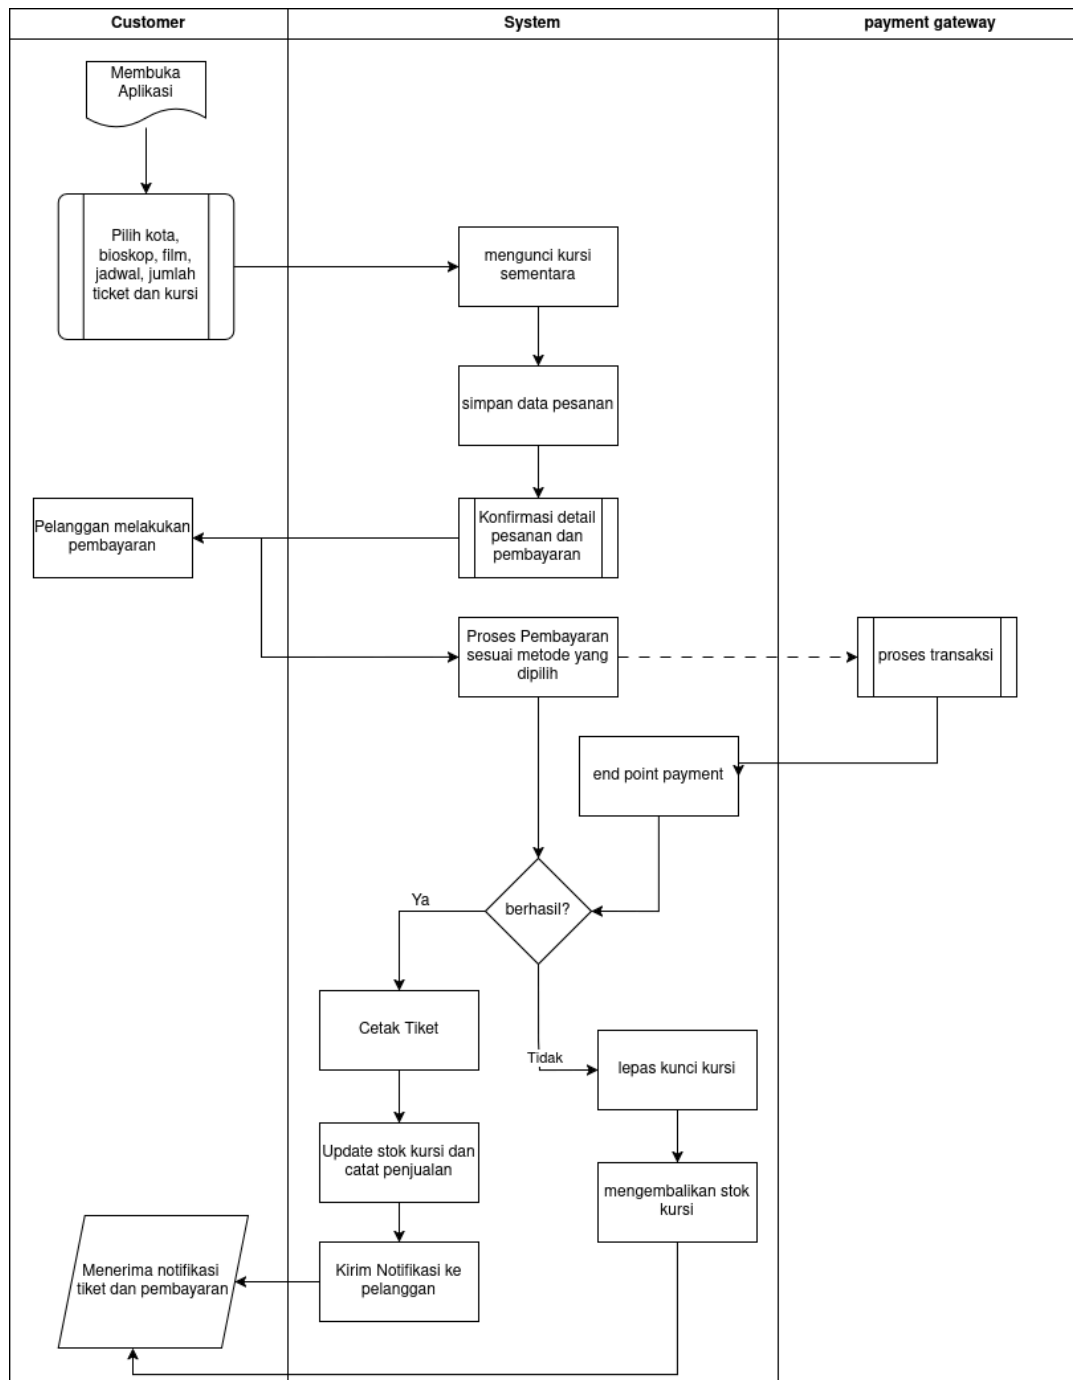 Customer
System
payment gateway
Membuka
Aplikasi
Pilih kota,
bioskop, film,
jadwal, jumlah
ticket dan kursi
mengunci kursi
sementara
simpan data pesanan
Konfirmasi detail
pesanan dan
pembayaran
Pelanggan melakukan
pembayaran
Proses Pembayaran
sesuai metode yang
dipilih
proses transaksi
end point payment
berhasil?
Ya
Tidak
Cetak Tiket
lepas kunci kursi
Update stok kursi dan
catat penjualan
mengembalikan stok
kursi
Kirim Notifikasi ke
pelanggan
Menerima notifikasi
tiket dan pembayaran